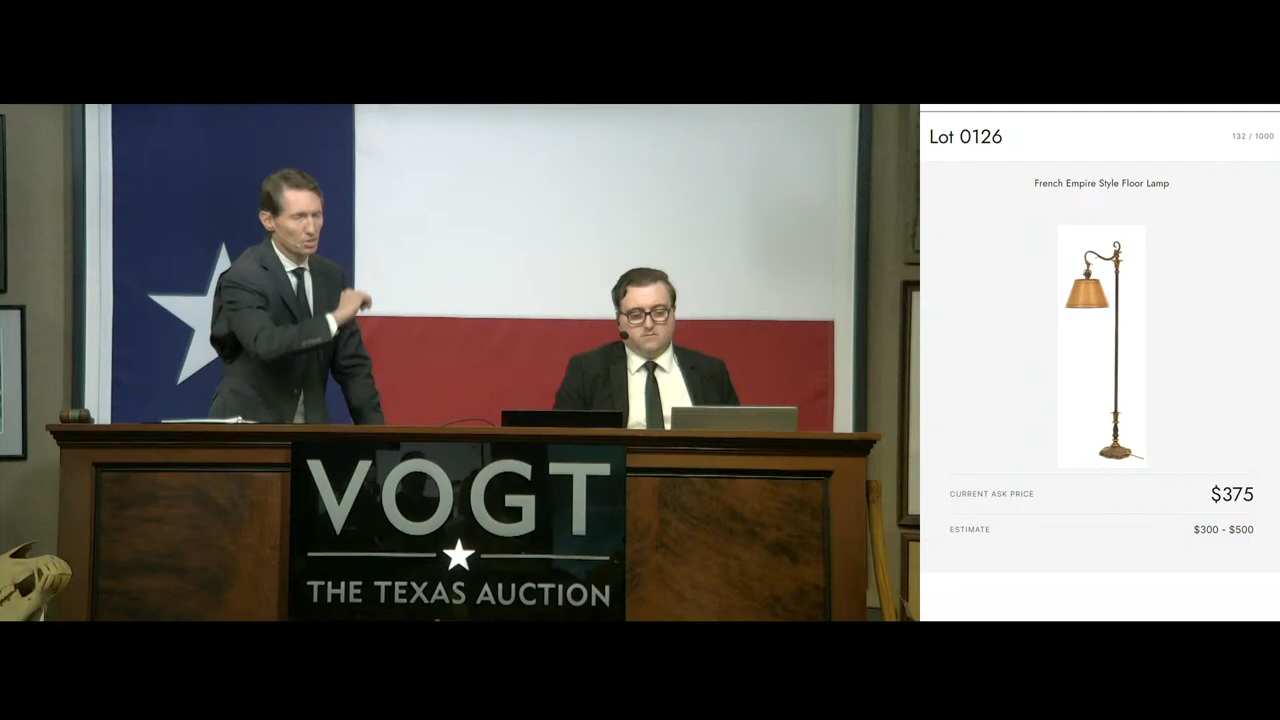 VOGT
THE TEXAS AUCTION
Lot 0126
132 / 1000
French Empire Style Floor Lamp
CURRENT ASK PRICE
$375
ESTIMATE
$300 - $500